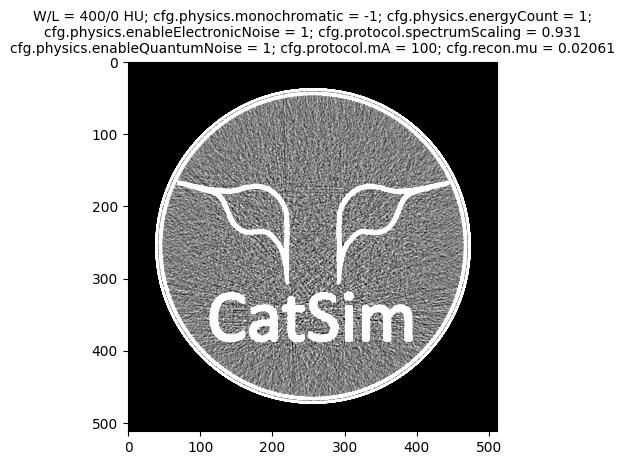 W/L = 400/0 HU; cfg.physics.monochromatic = -1; cfg.physics.energyCount = 1;
cfg.physics.enableElectronicNoise = 1; cfg.protocol.spectrumScaling = 0.931
cfg.physics.enableQuantumNoise = 1; cfg.protocol.mA = 100; cfg.recon.mu = 0.02061
0
100
200
300
400
500
CatSim
0 100 200 300 400 500